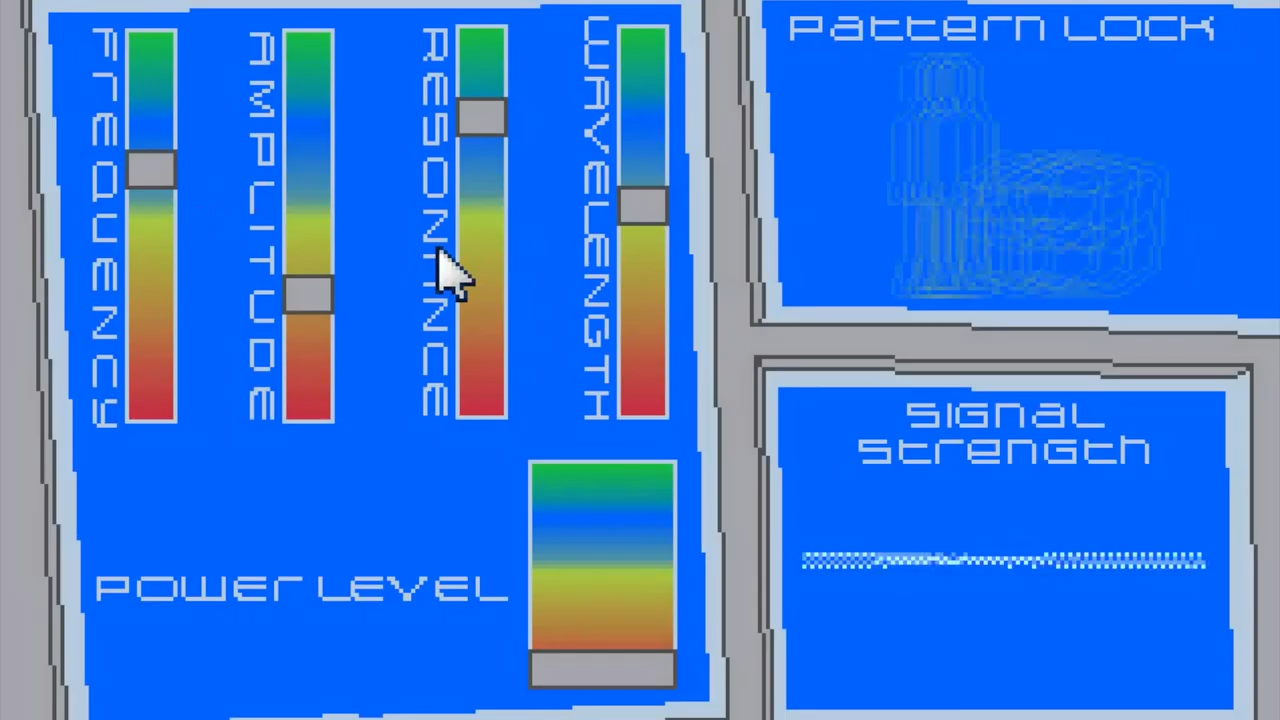 FrEQUENCY
AMPLITUDE
RESONANCE
WAVELENGTH
POWEr LEVEL
PaTTErn LOCK
SIGnaL
STrEnGTH